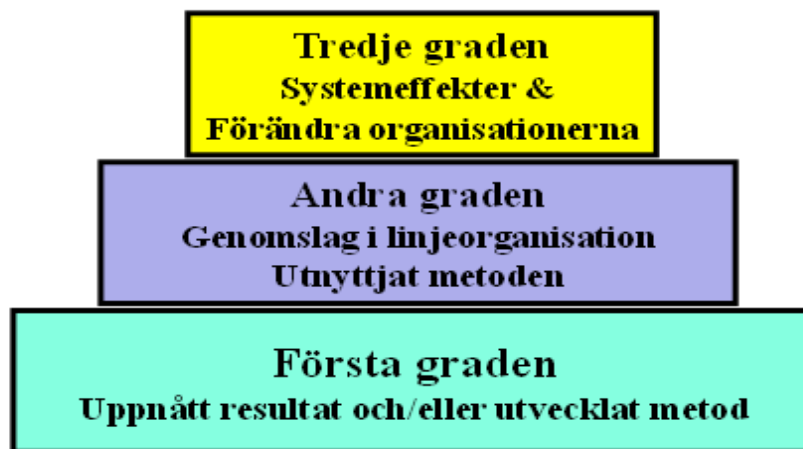 Tredje graden
Systemeffekter &
Förändra organisationerna
Andra graden
Genomslag i linjeorganisation
Utnyttjat metoden
Första graden
Uppnått resultat och/eller utvecklat metod